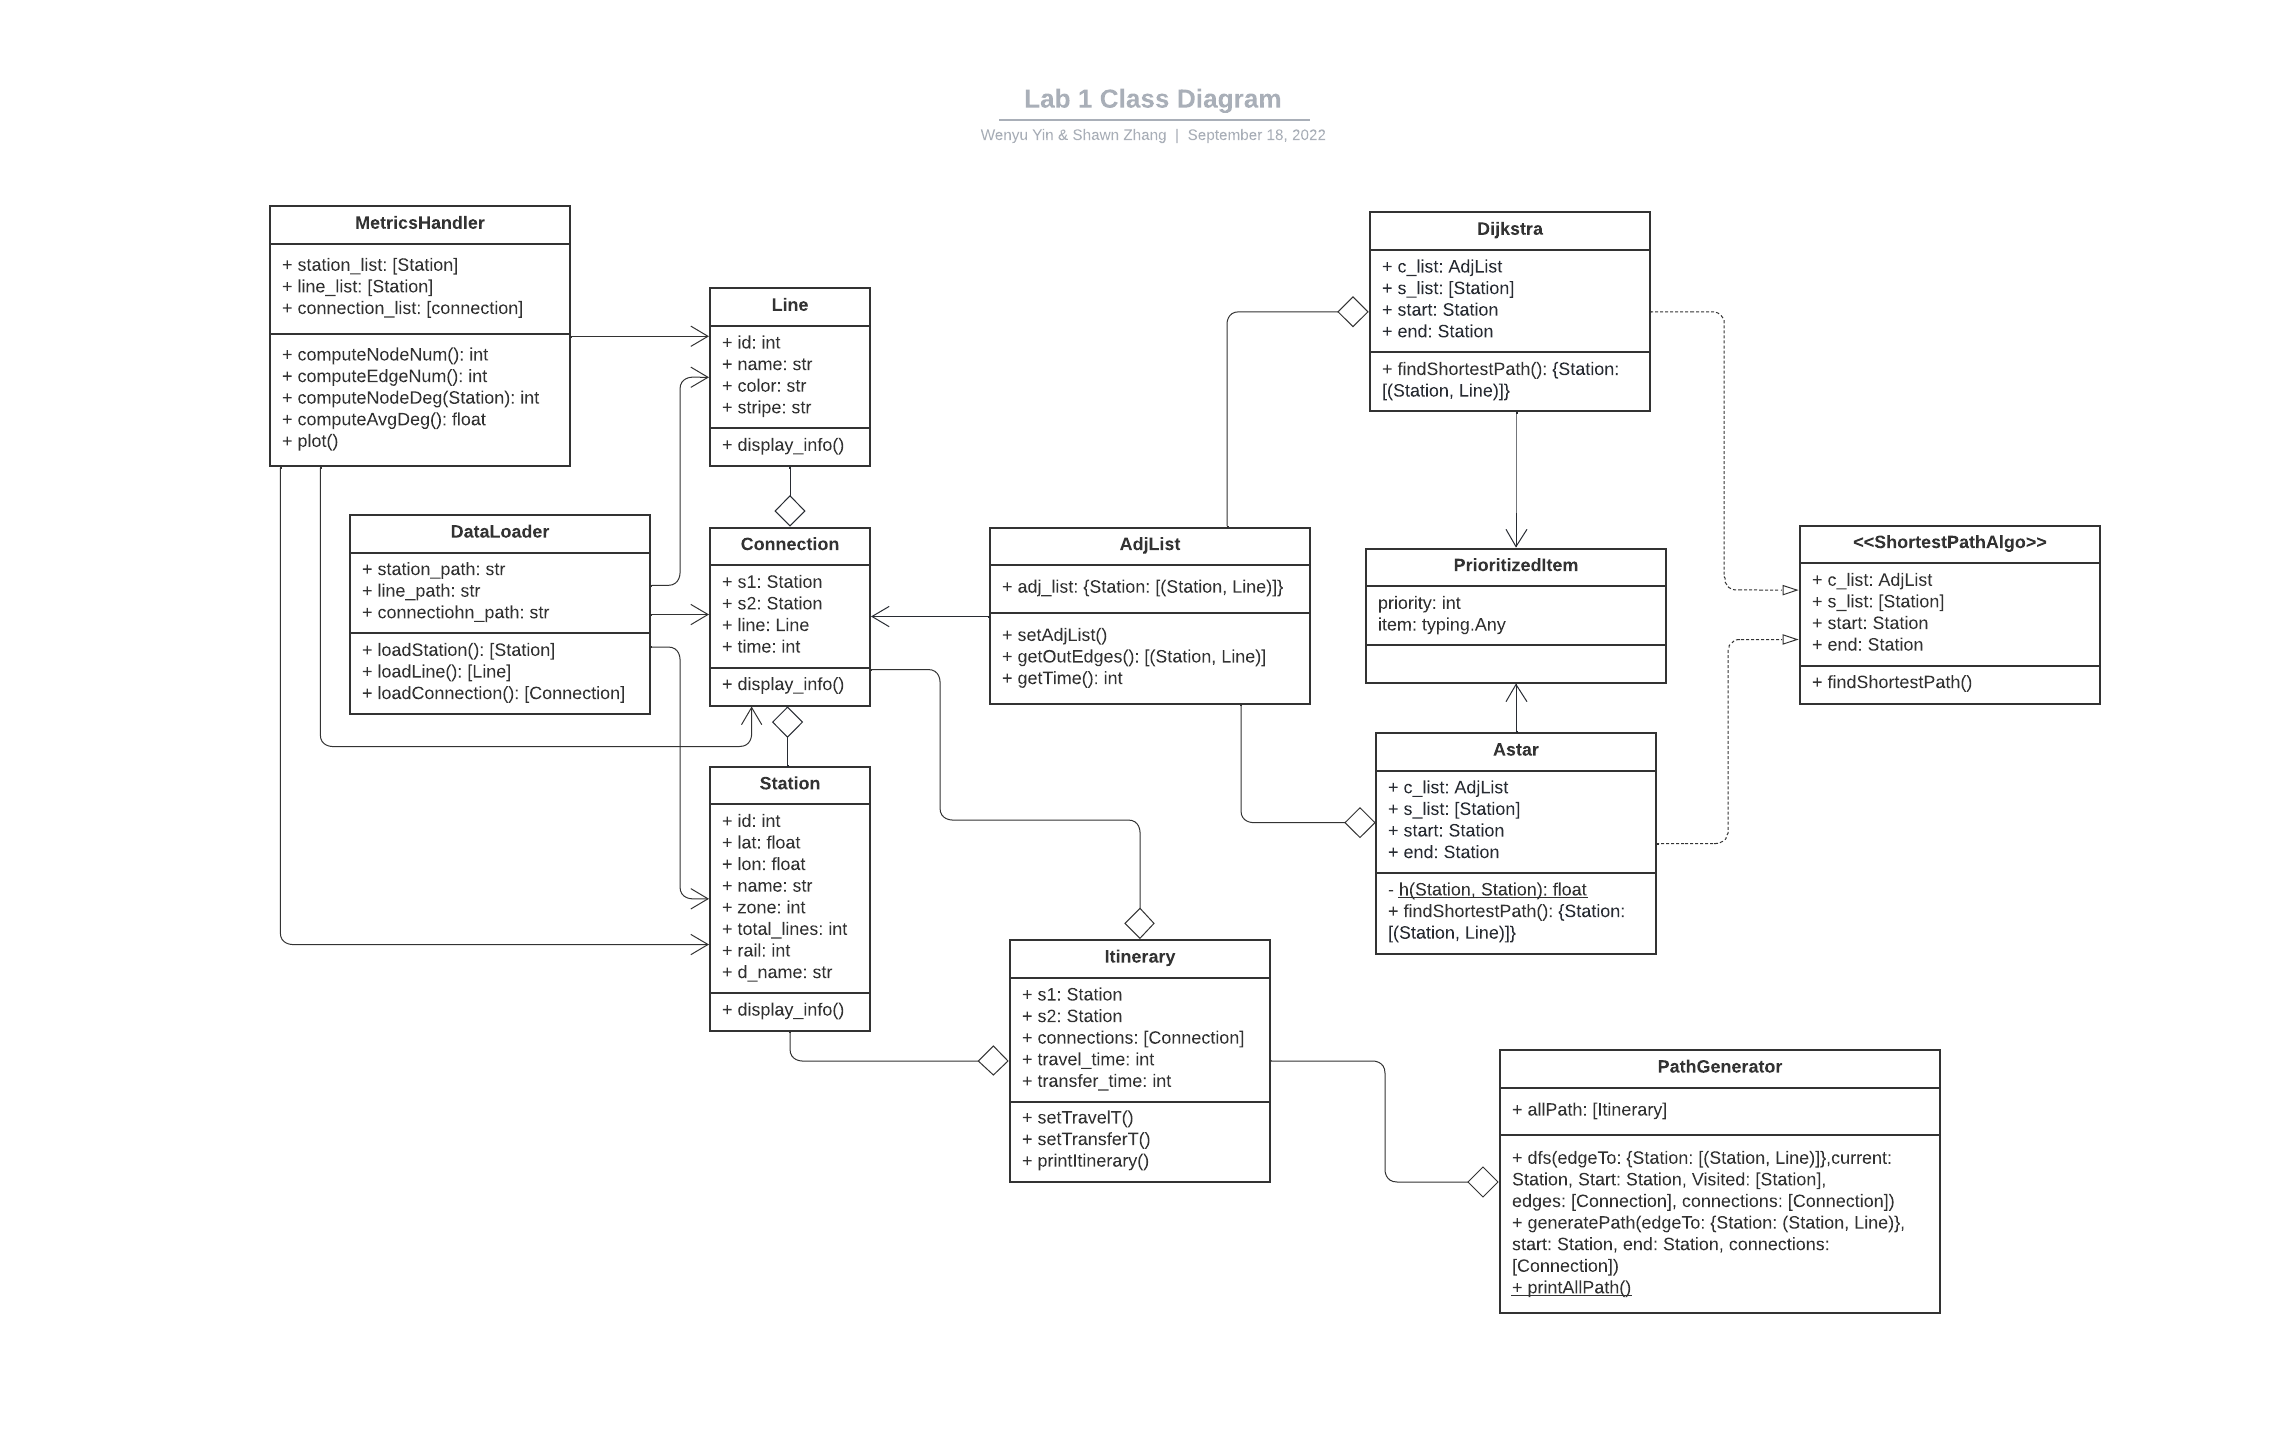 Lab 1 Class Diagram
Wenyu Yin & Shawn Zhang | September 18, 2022
MetricsHandler
+ station_list: [Station]
+ line_list: [Station]
+ connection_list: [connection]
+ computeNodeNum(): int
+ computeEdgeNum(): int
+ computeNodeDeg(Station): int
+ computeAvgDeg(): float
+ plot()
Line
+ id: int
+ name: str
+ color: str
+ stripe: str
+ display_info()
Dijkstra
+ c_list: AdjList
+ s_list: [Station]
+ start: Station
+ end: Station
+ findShortestPath(): {Station:
[(Station, Line)]}
DataLoader
+ station_path: str
+ line_path: str
+ connectiohn_path: str
+ loadStation(): [Station]
+ loadLine(): [Line]
+ loadConnection(): [Connection]
Connection
+ s1: Station
+ s2: Station
+ line: Line
+ time: int
+ display_info()
AdjList
+ adj_list: {Station: [(Station, Line)]}
+ setAdjList()
+ getOutEdges(): [(Station, Line)]
+ getTime(): int
PrioritizedItem
priority: int
item: typing.Any
<<ShortestPathAlgo>>
+ c_list: AdjList
+ s_list: [Station]
+ start: Station
+ end: Station
+ findShortestPath()
Station
+ id: int
+ lat: float
+ lon: float
+ name: str
+ zone: int
+ total_lines: int
+ rail: int
+ d_name: str
+ display_info()
Astar
+ c_list: AdjList
+ s_list: [Station]
+ start: Station
+ end: Station
- h(Station, Station): float
+ findShortestPath(): {Station:
[(Station, Line)]}
Itinerary
+ s1: Station
+ s2: Station
+ connections: [Connection]
+ travel_time: int
+ transfer_time: int
+ setTravelT()
+ setTransferT()
+ printItinerary()
PathGenerator
+ allPath: [Itinerary]
+ dfs(edgeTo: {Station: [(Station, Line)]},current:
Station, Start: Station, Visited: [Station],
edges: [Connection], connections: [Connection])
+ generatePath(edgeTo: {Station: (Station, Line)},
start: Station, end: Station, connections:
[Connection])
+ printAllPath()